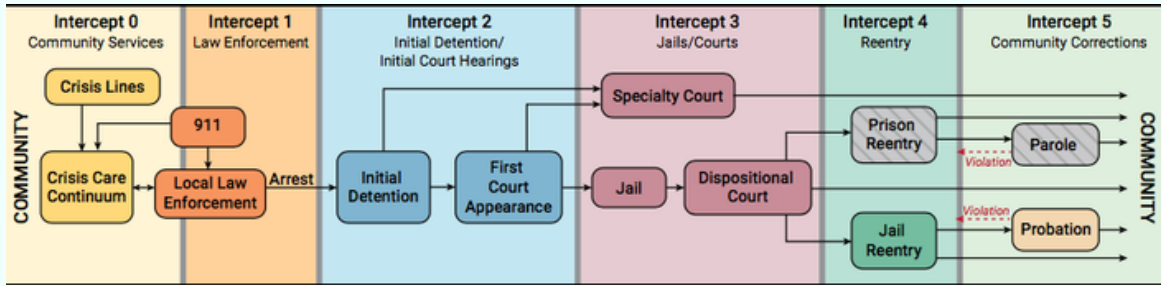 Intercept 0
Community Services
Intercept 1
Law Enforcement
Intercept 2
Initial Detention/
Initial Court Hearings
Intercept 3
Jails/Courts
Intercept 4
Reentry
Intercept 5
Community Corrections
COMMUNITY
Crisis Lines
911
Crisis Care
Continuum
Local Law
Enforcement
Arrest
Initial
Detention
First
Court
Appearance
Specialty Court
Jail
Dispositional
Court
Prison
Reentry
Violation
Parole
Jail
Reentry
Violation
Probation
COMMUNITY